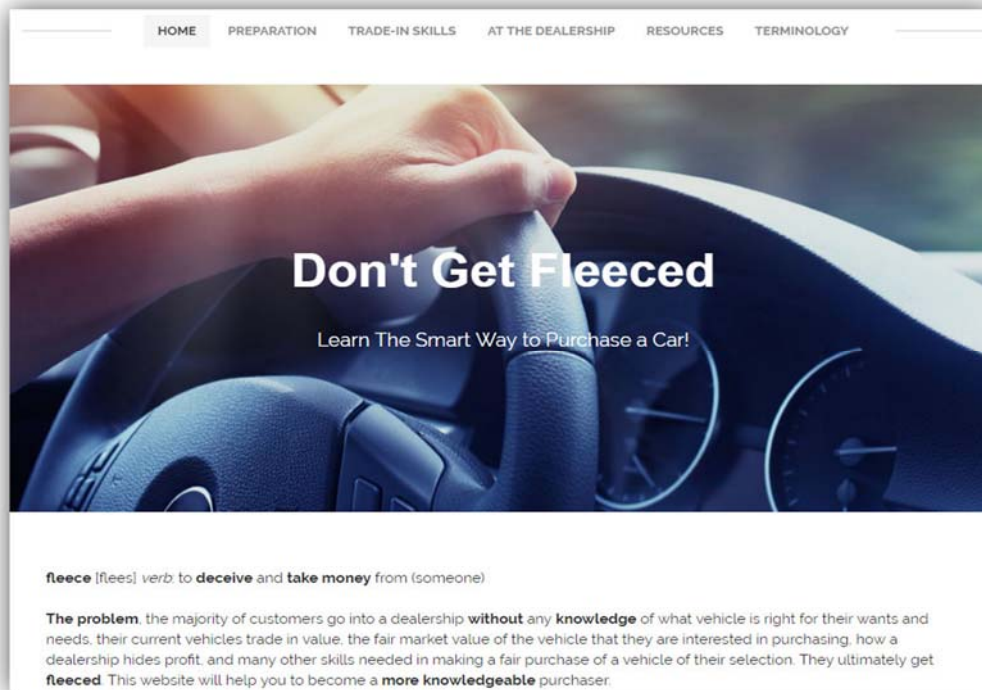 HOME PREPARATION TRADE-IN SKILLS AT THE DEALERSHIP RESOURCES TERMINOLOGY
Don't Get Fleeced
Learn The Smart Way to Purchase a Car!
fleece [flees] verb: to deceive and take money from (someone)
The problem, the majority of customers go into a dealership without any knowledge of what vehicle is right for their wants and
needs, their current vehicles trade in value, the fair market value of the vehicle that they are interested in purchasing, how a
dealership hides profit, and many other skills needed in making a fair purchase of a vehicle of their selection. They ultimately get
fleeced. This website will help you to become a more knowledgeable purchaser.